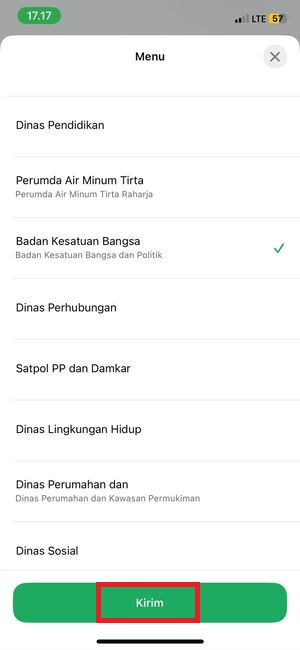 17.17
LTE 57
Menu
Dinas Pendidikan
Perumda Air Minum Tirta
Perumda Air Minum Tirta Raharja
Badan Kesatuan Bangsa
Badan Kesatuan Bangsa dan Politik
Dinas Perhubungan
Satpol PP dan Damkar
Dinas Lingkungan Hidup
Dinas Perumahan dan
Dinas Perumahan dan Kawasan Permukiman
Dinas Sosial
Kirim